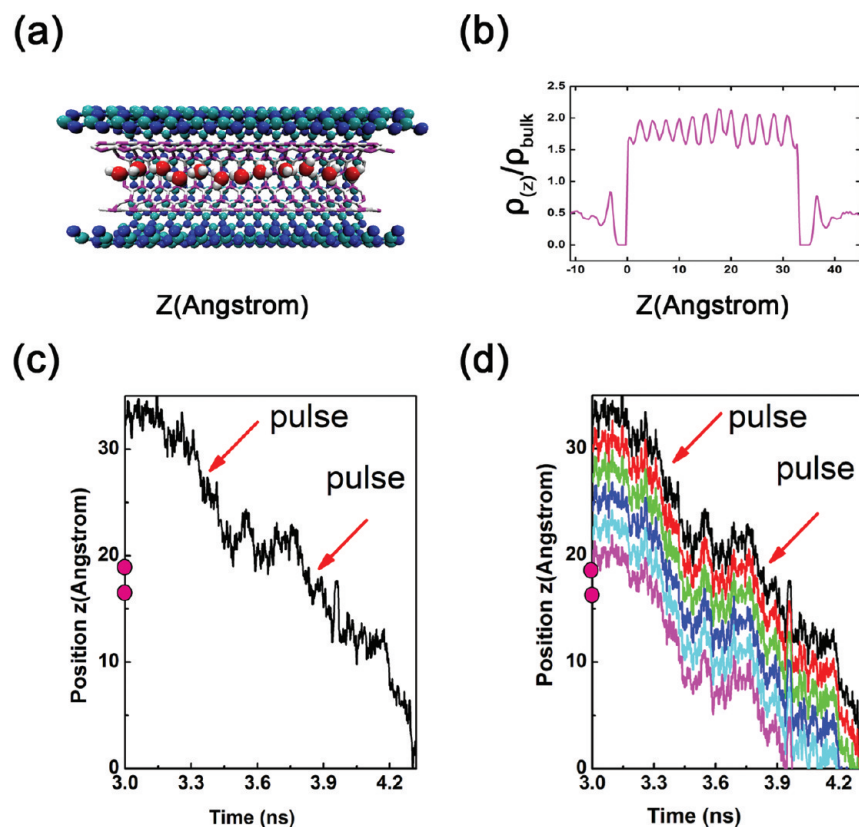 (a)
(b)
2.5
2.0
1.5
1.0
0.5
0.0
ρ(z)/ρbulk
-10 0 10 20 30 40
Z(Angstrom)
Z(Angstrom)
(c)
(d)
pulse
pulse
30
20
10
0
Position z(Angstrom)
3.0 3.3 3.6 3.9 4.2
Time (ns)
pulse
pulse
30
20
10
0
Position z(Angstrom)
3.0 3.3 3.6 3.9 4.2
Time (ns)